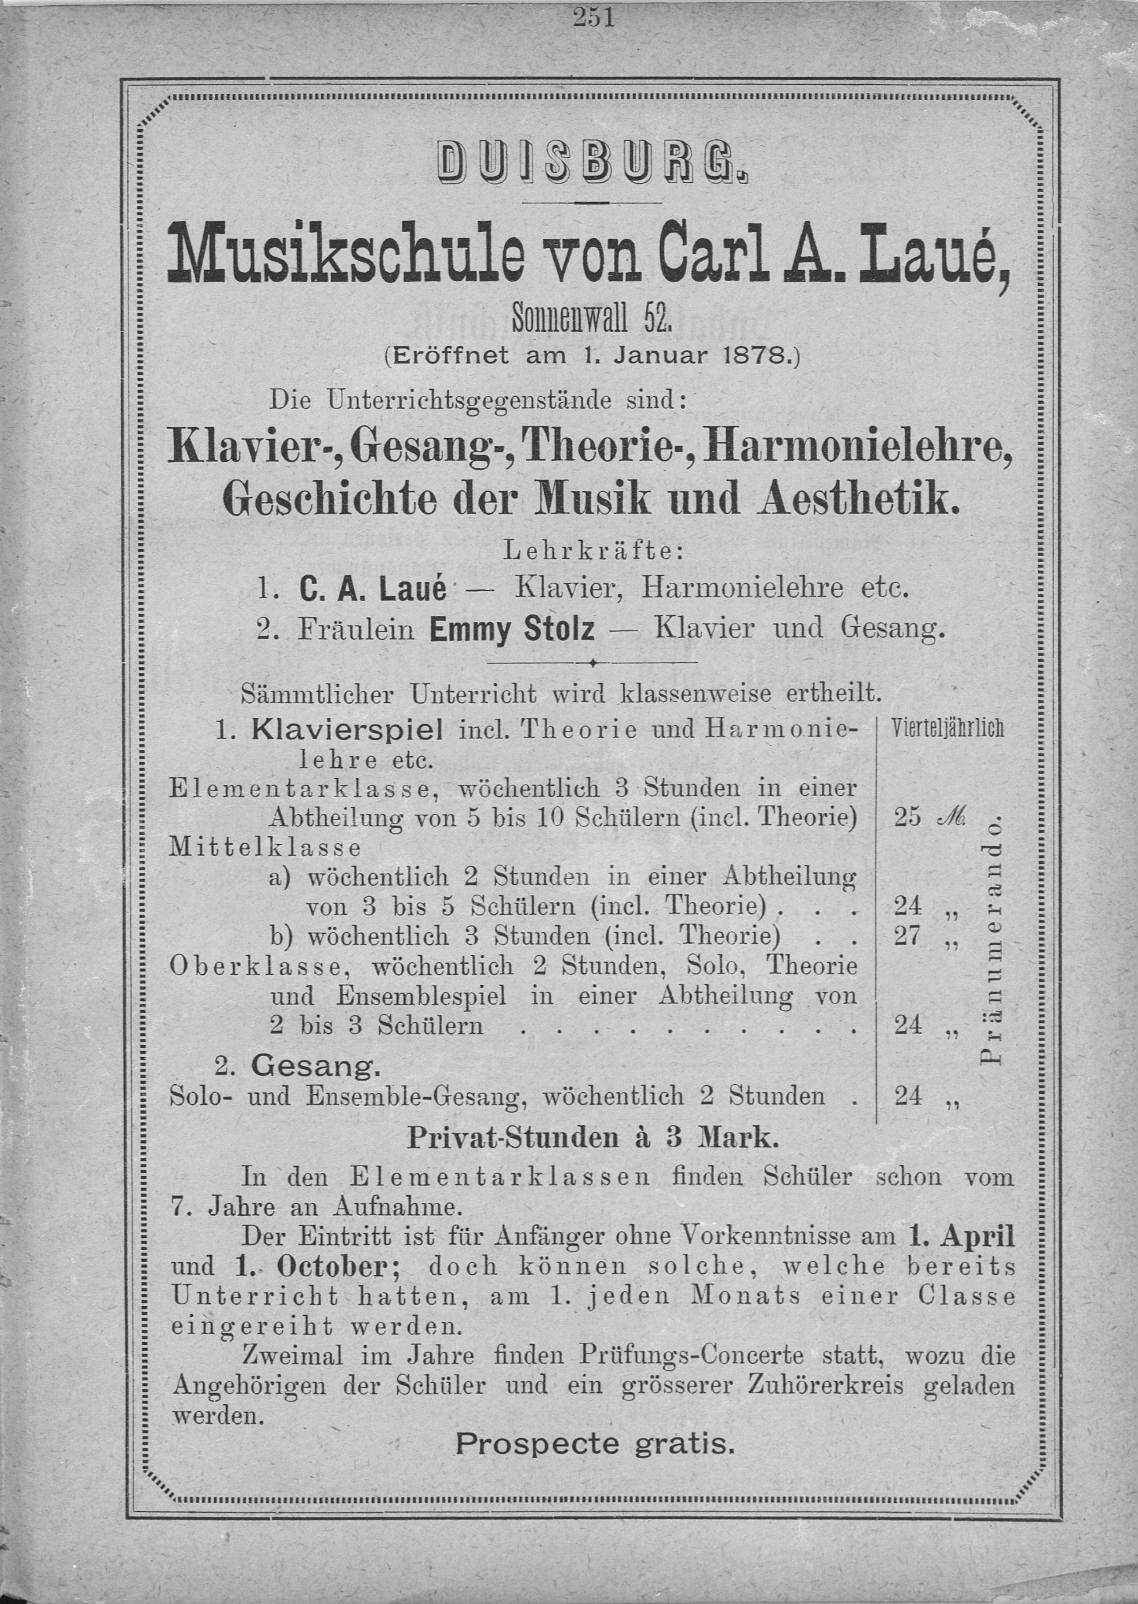 251
DUISBURG.
Musikschule von Carl A. Laué,
Sonnenwall 52.
(Eröffnet am 1. Januar 1878.)
Die Unterrichtsgegenstände sind:
Klavier-, Gesang-, Theorie-, Harmonielehre,
Geschichte der Musik und Aesthetik.
Lehrkräfte:
1. C. A. Laué — Klavier, Harmonielehre etc.
2. Fräulein Emmy Stolz — Klavier und Gesang.
Sämmtlicher Unterricht wird klassenweise ertheilt.
1. Klavierspiel incl. Theorie und Harmonie- Vierteljährlich
lehre etc.
Elementarklasse, wöchentlich 3 Stunden in einer
Abtheilung von 5 bis 10 Schülern (incl. Theorie) 25 M.
Mittelklasse
a) wöchentlich 2 Stunden in einer Abtheilung
von 3 bis 5 Schülern (incl. Theorie) . . . 24 „
b) wöchentlich 3 Stunden (incl. Theorie) . . 27 „
Oberklasse, wöchentlich 2 Stunden, Solo, Theorie
und Ensemblespiel in einer Abtheilung von
2 bis 3 Schülern . . . . . . . . . . 24 „
Pränumerando.
2. Gesang.
Solo- und Ensemble-Gesang, wöchentlich 2 Stunden . 24 „
Privat-Stunden à 3 Mark.
In den Elementarklassen finden Schüler schon vom
7. Jahre an Aufnahme.
Der Eintritt ist für Anfänger ohne Vorkenntnisse am 1. April
und 1. October; doch können solche, welche bereits
Unterricht hatten, am 1. jeden Monats einer Classe
eingereiht werden.
Zweimal im Jahre finden Prüfungs-Concerte statt, wozu die
Angehörigen der Schüler und ein grösserer Zuhörerkreis geladen
werden.
Prospecte gratis.